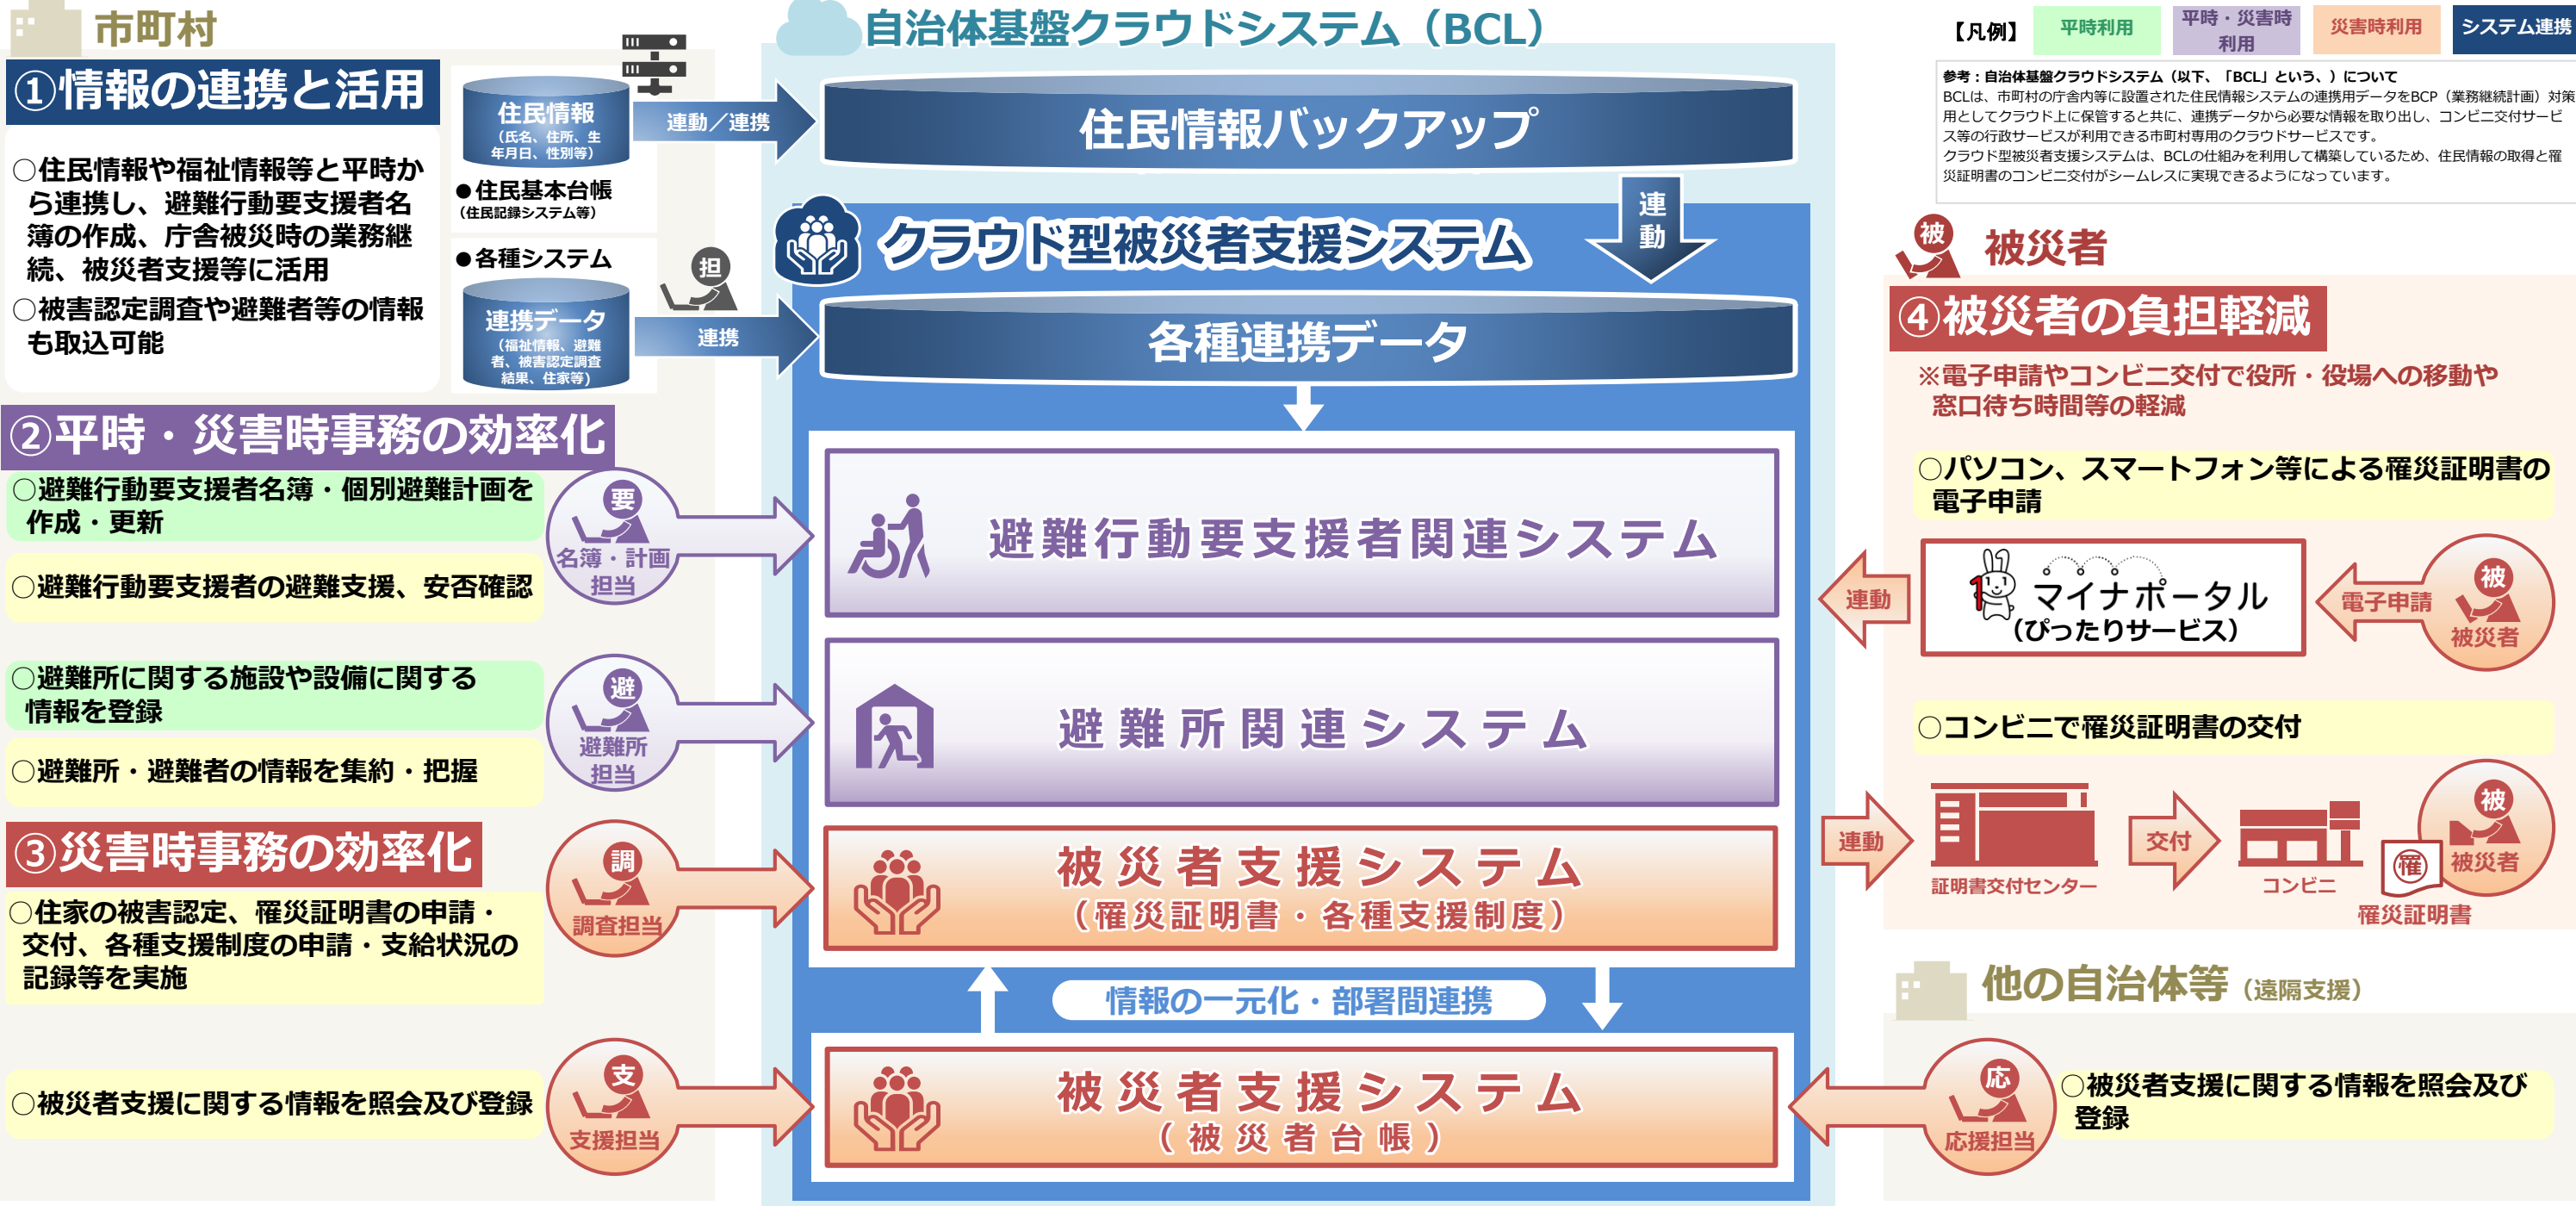 市町村
①情報の連携と活用
○住民情報や福祉情報等と平時か
ら連携し、避難行動要支援者名
簿の作成、庁舎被災時の業務継
続、被災者支援等に活用
○被害認定調査や避難者等の情報
も取込可能
住民情報
（氏名、住所、生
年月日、性別等）
●住民基本台帳
（住民記録システム等）
●各種システム
連携データ
（福祉情報、避難
者、被害認定調査
結果、住家等)
連動／連携
担
連携
②平時・災害時事務の効率化
○避難行動要支援者名簿・個別避難計画を
作成・更新
○避難行動要支援者の避難支援、安否確認
要
名簿・計画
担当
○避難所に関する施設や設備に関する
情報を登録
○避難所・避難者の情報を集約・把握
避
避難所
担当
③災害時事務の効率化
○住家の被害認定、罹災証明書の申請・
交付、各種支援制度の申請・支給状況の
記録等を実施
調
調査担当
○被災者支援に関する情報を照会及び登録
支
支援担当
自治体基盤クラウドシステム（BCL）
住民情報バックアップ
連
動
クラウド型被災者支援システム
各種連携データ
避難行動要支援者関連システム
避難所関連システム
被災者支援システム
（罹災証明書・各種支援制度）
情報の一元化・部署間連携
被災者支援システム
（被災者台帳）
【凡例】
平時利用
平時・災害時
利用
災害時利用
システム連携
参考：自治体基盤クラウドシステム（以下、「BCL」という、）について
BCLは、市町村の庁舎内等に設置された住民情報システムの連携用データをBCP（業務継続計画）対策
用としてクラウド上に保管すると共に、連携データから必要な情報を取り出し、コンビニ交付サービ
ス等の行政サービスが利用できる市町村専用のクラウドサービスです。
クラウド型被災者支援システムは、BCLの仕組みを利用して構築しているため、住民情報の取得と罹
災証明書のコンビニ交付がシームレスに実現できるようになっています。
被
被災者
④被災者の負担軽減
※電子申請やコンビニ交付で役所・役場への移動や
窓口待ち時間等の軽減
○パソコン、スマートフォン等による罹災証明書の
電子申請
連動
マイナポータル
（ぴったりサービス）
電子申請
被
被災者
○コンビニで罹災証明書の交付
連動
証明書交付センター
交付
コンビニ
罹
罹災証明書
被
被災者
他の自治体等（遠隔支援）
応
応援担当
○被災者支援に関する情報を照会及び
登録